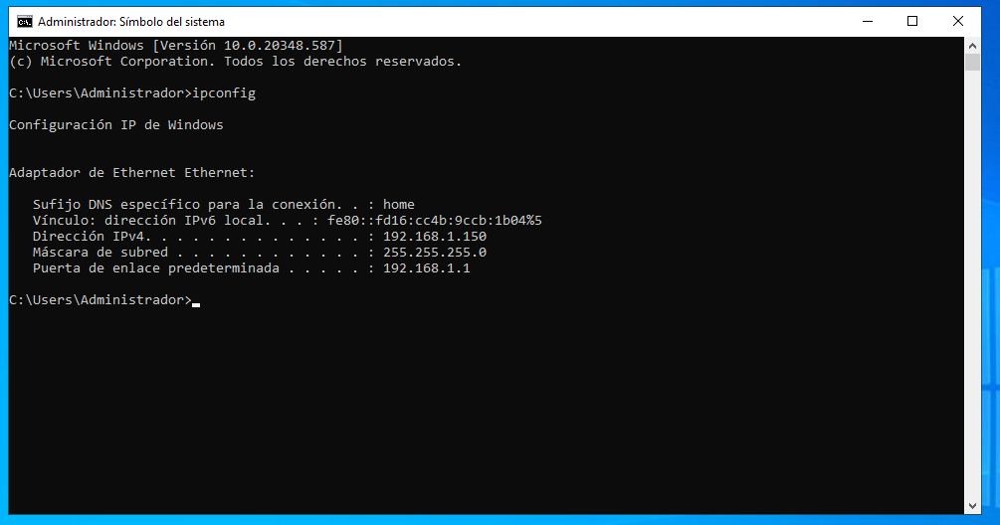 Administrador: Símbolo del sistema
Microsoft Windows [Versión 10.0.20348.587]
(c) Microsoft Corporation. Todos los derechos reservados.
C:\Users\Administrador>ipconfig
Configuración IP de Windows
Adaptador de Ethernet Ethernet:
Sufijo DNS específico para la conexión. . : home
Vínculo: dirección IPv6 local. . . : fe80::fd16:cc4b:9ccb:1b04%5
Dirección IPv4. . . . . . . . . . . . . . : 192.168.1.150
Máscara de subred . . . . . . . . . . . . : 255.255.255.0
Puerta de enlace predeterminada . . . . . : 192.168.1.1
C:\Users\Administrador>